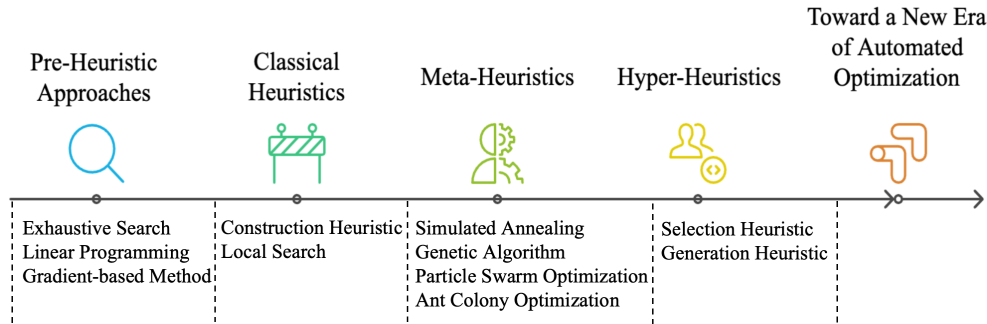 Pre-Heuristic
Approaches
Classical
Heuristics
Meta-Heuristics
Hyper-Heuristics
Toward a New Era
of Automated
Optimization
Exhaustive Search
Linear Programming
Gradient-based Method
Construction Heuristic
Local Search
Simulated Annealing
Genetic Algorithm
Particle Swarm Optimization
Ant Colony Optimization
Selection Heuristic
Generation Heuristic